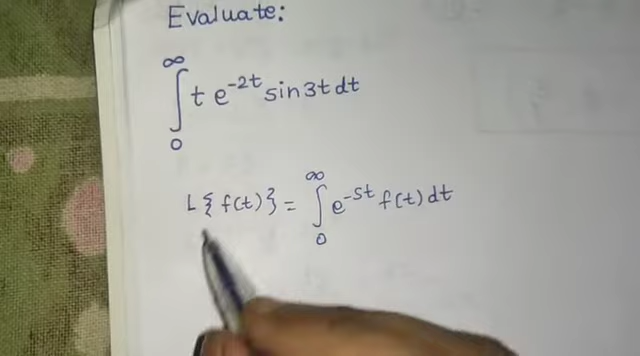 Evaluate:
∫₀^∞ t e^{-2t} sin3t dt
L{f(t)} = ∫₀^∞ e^{-st} f(t) dt